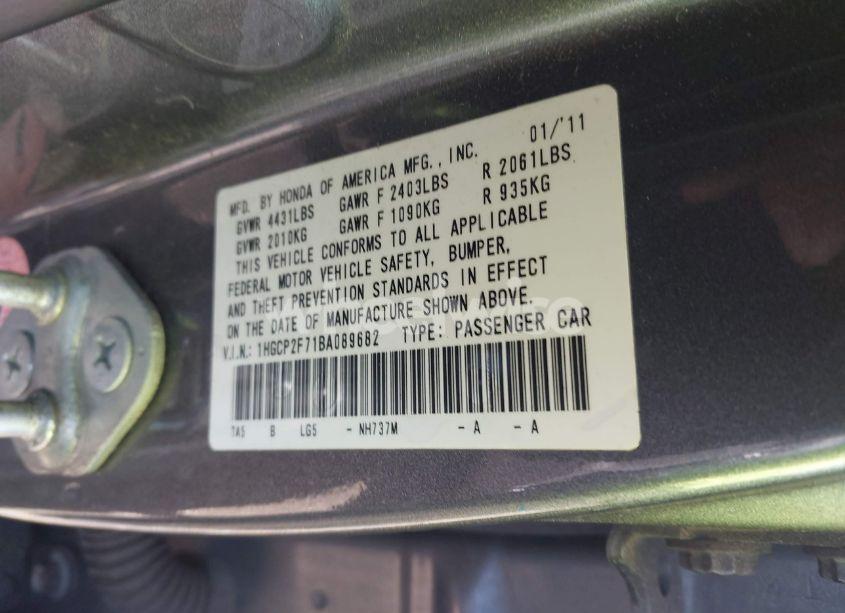 MFD. BY HONDA OF AMERICA MFG., INC. 01/'11
GVWR 4431LBS GAWR F 2403LBS R 2061LBS
GVWR 2010KG GAWR F 1090KG R 935KG
THIS VEHICLE CONFORMS TO ALL APPLICABLE
FEDERAL MOTOR VEHICLE SAFETY, BUMPER,
AND THEFT PREVENTION STANDARDS IN EFFECT
ON THE DATE OF MANUFACTURE SHOWN ABOVE.
V.I.N.: 1HGCP2F71BA089682 TYPE: PASSENGER CAR
TA5 B LG5 - NH737M - A - A